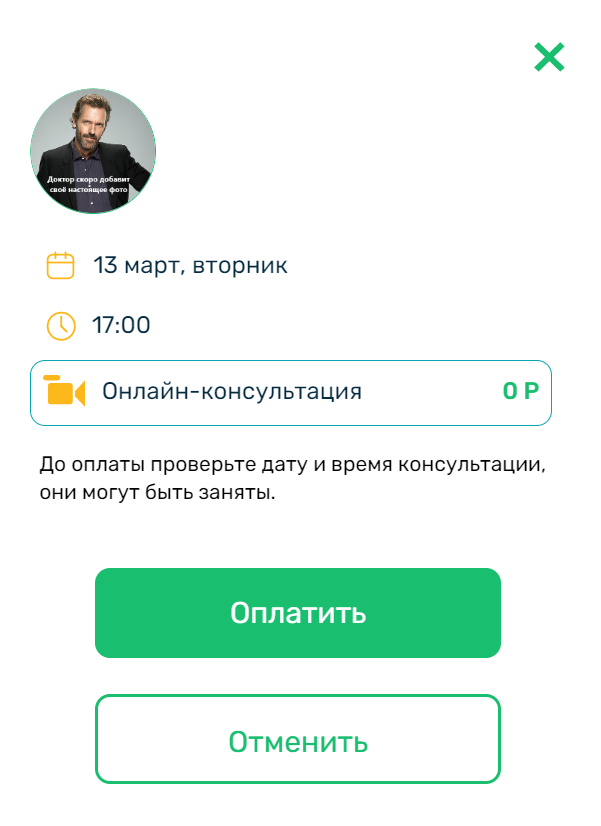 Доктор скоро добавит
своё настоящее фото
13 март, вторник
17:00
Онлайн-консультация 0 Р
До оплаты проверьте дату и время консультации,
они могут быть заняты.
Оплатить
Отменить